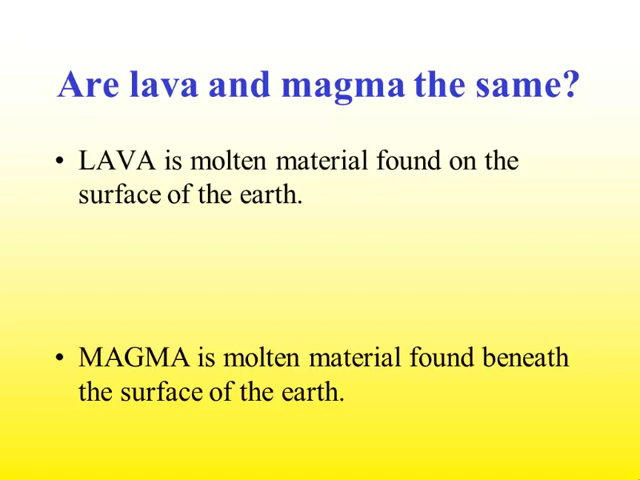 Are lava and magma the same?
• LAVA is molten material found on the
surface of the earth.
• MAGMA is molten material found beneath
the surface of the earth.